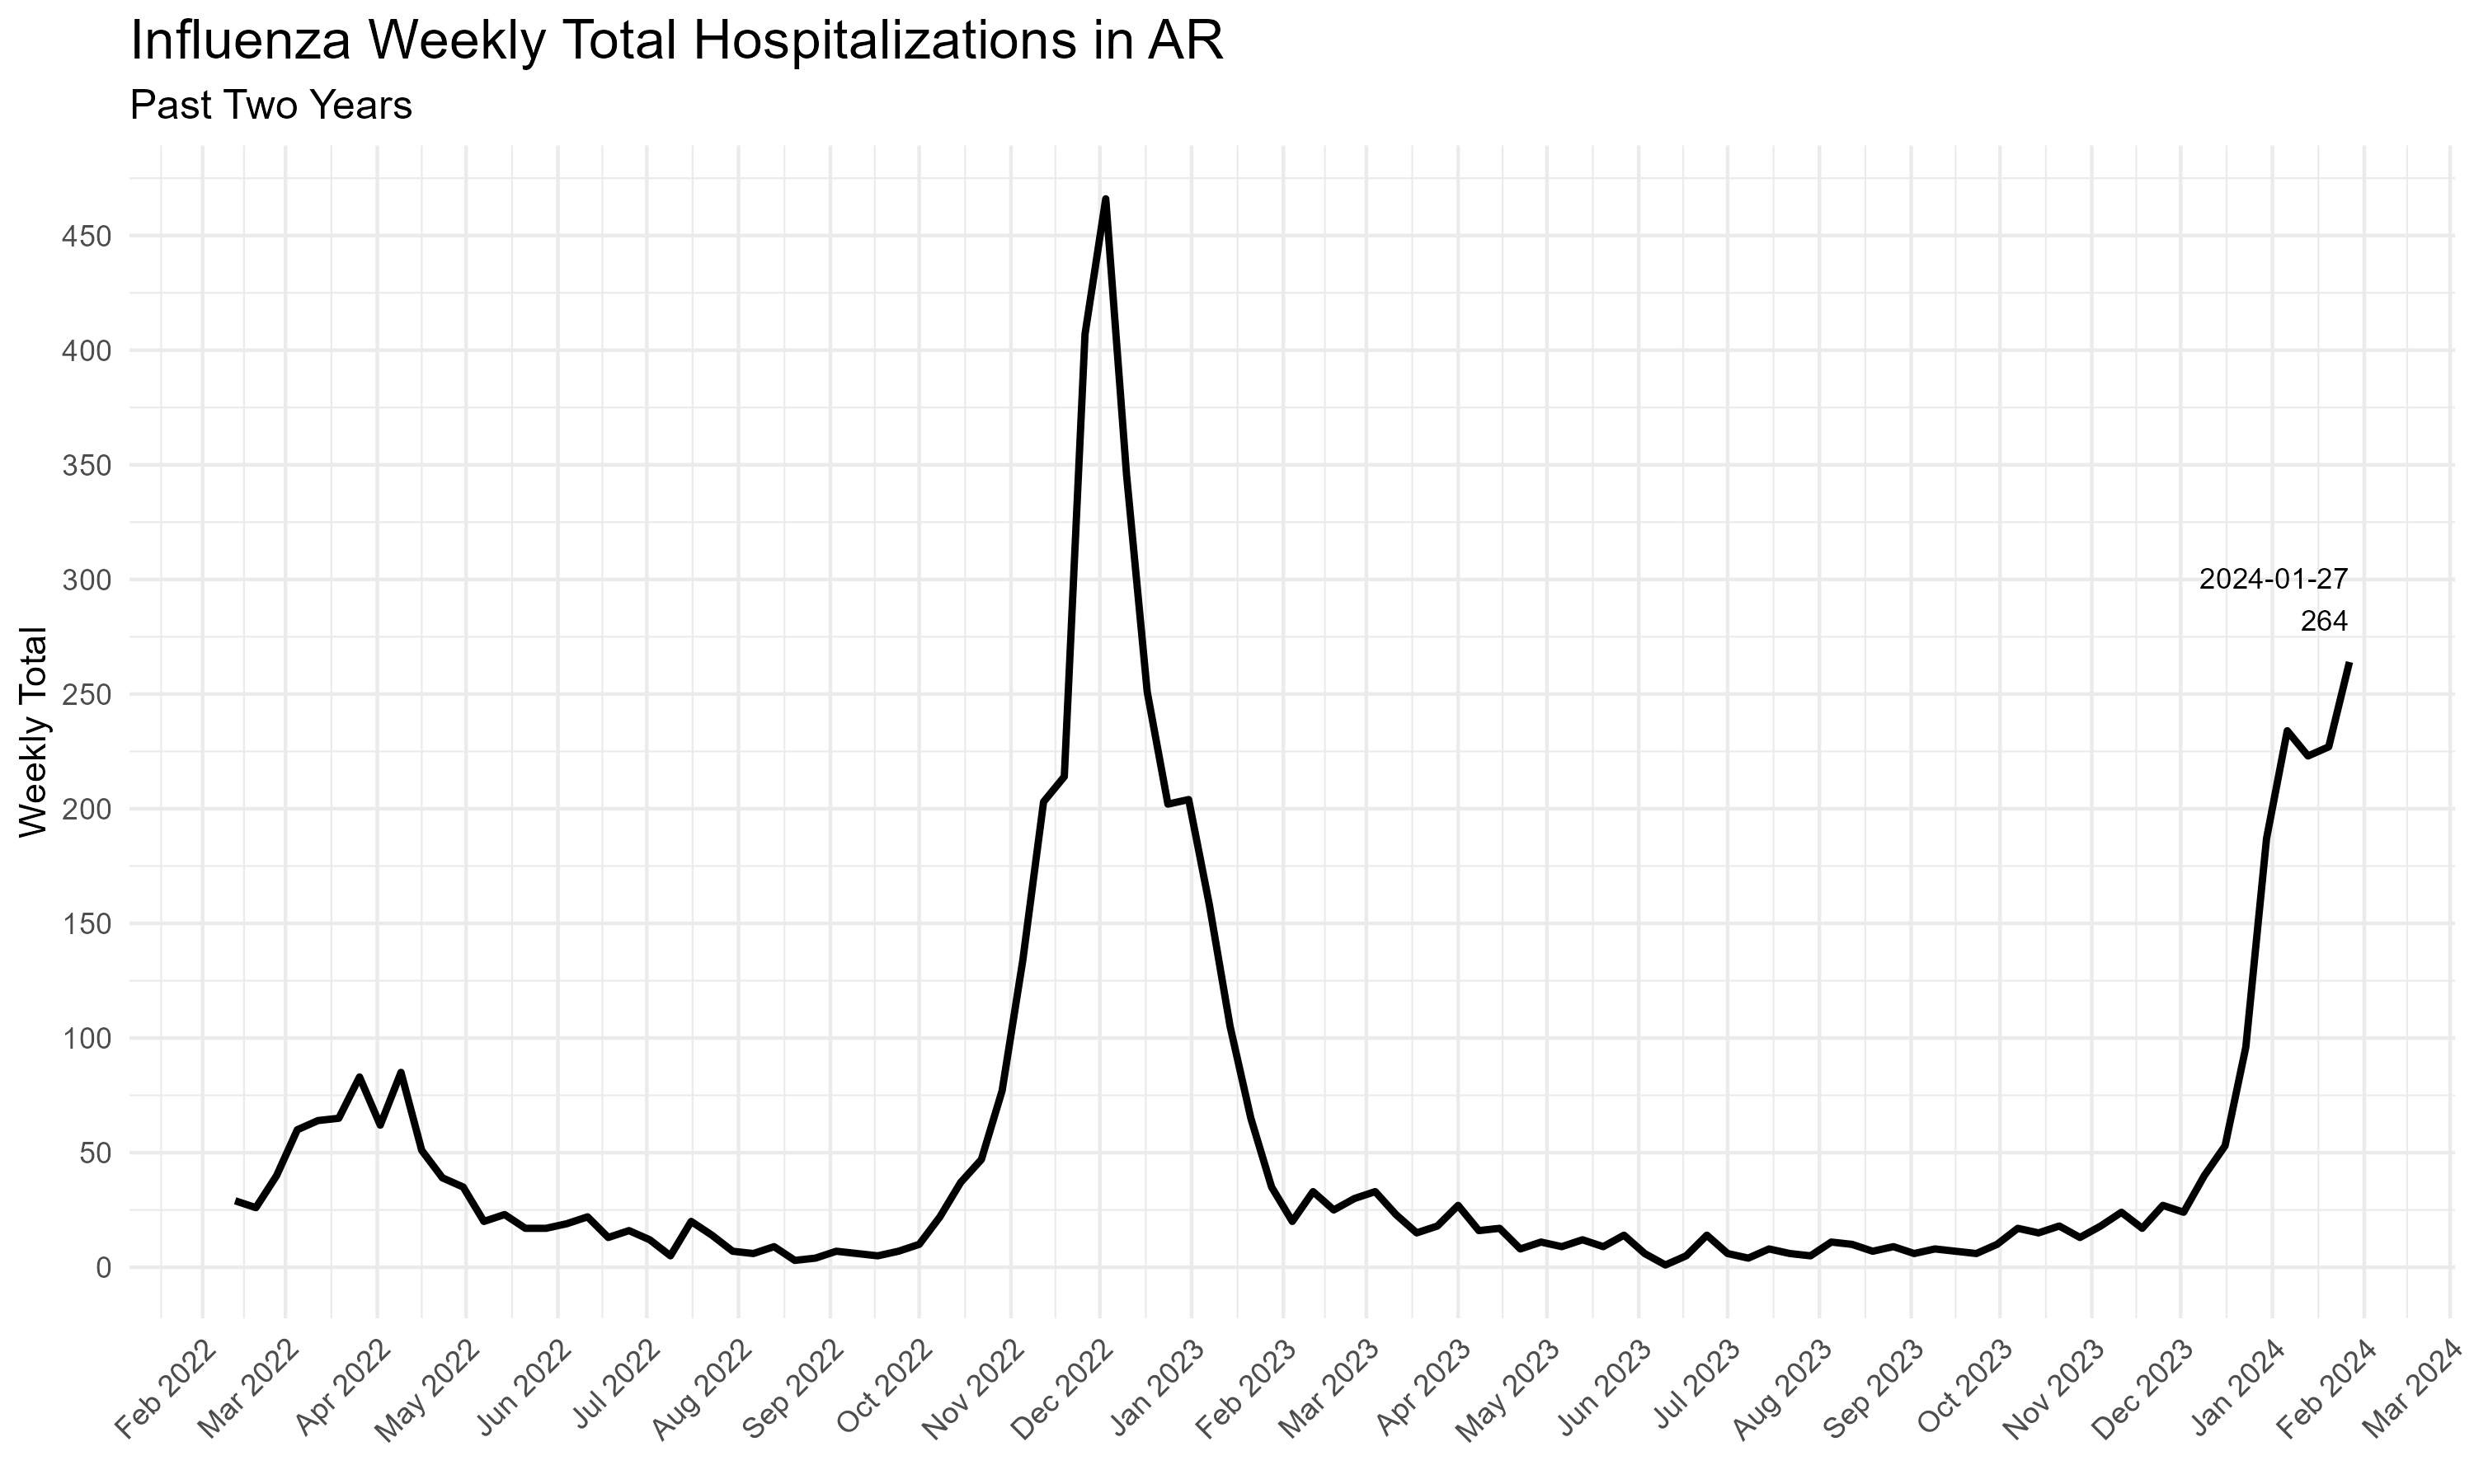 Influenza Weekly Total Hospitalizations in AR
Past Two Years
Weekly Total
450
400
350
300
250
200
150
100
50
0
2024-01-27
264
Feb 2022
Mar 2022
Apr 2022
May 2022
Jun 2022
Jul 2022
Aug 2022
Sep 2022
Oct 2022
Nov 2022
Dec 2022
Jan 2023
Feb 2023
Mar 2023
Apr 2023
May 2023
Jun 2023
Jul 2023
Aug 2023
Sep 2023
Oct 2023
Nov 2023
Dec 2023
Jan 2024
Feb 2024
Mar 2024